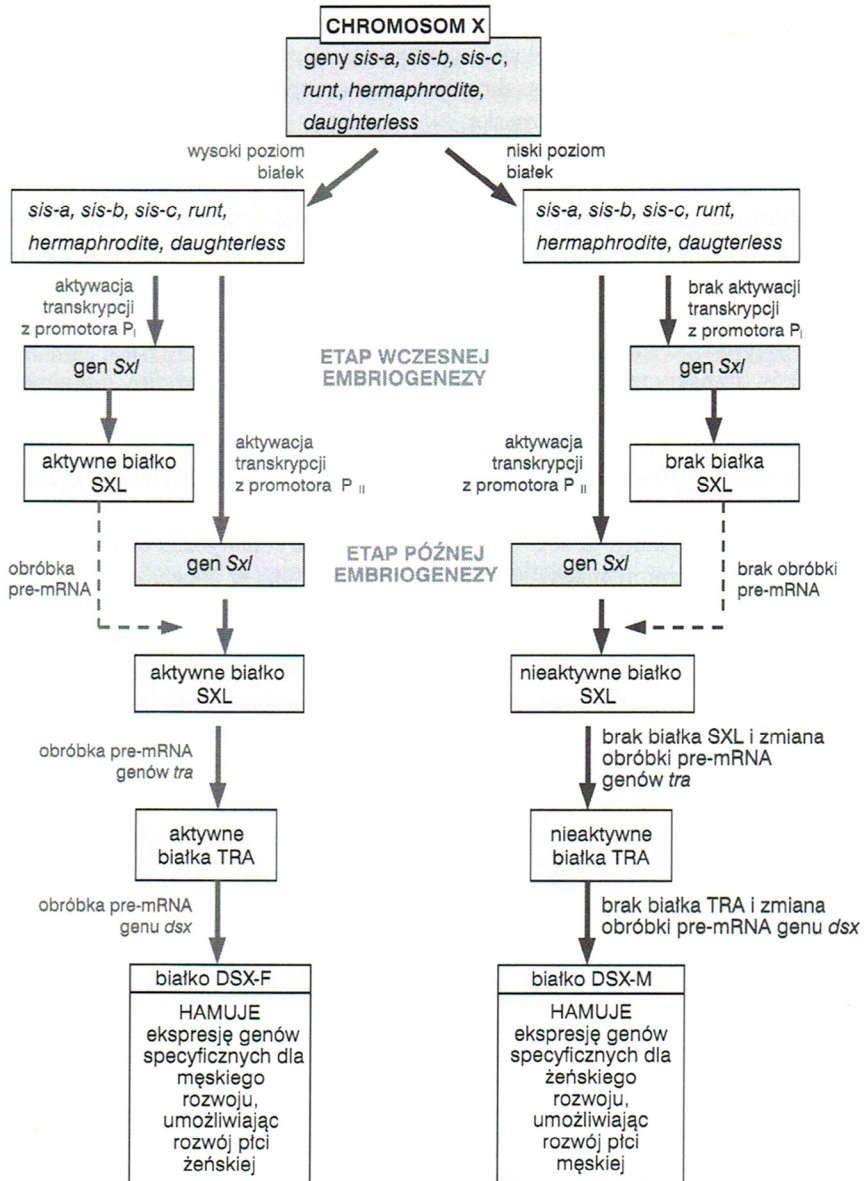 CHROMOSOM X
geny sis-a, sis-b, sis-c,
runt, hermaphrodite,
daughterless
wysoki poziom
białek
niski poziom
białek
sis-a, sis-b, sis-c, runt,
hermaphrodite, daughterless
sis-a, sis-b, sis-c, runt,
hermaphrodite, daugterless
aktywacja
transkrypcji
z promotora P I
brak aktywacji
transkrypcji
z promotora P I
gen Sxl
ETAP WCZESNEJ
EMBRIOGENEZY
gen Sxl
aktywne białko
SXL
aktywacja
transkrypcji
z promotora P II
aktywacja
transkrypcji
z promotora P II
brak białka
SXL
obróbka
pre-mRNA
gen Sxl
ETAP PÓŹNEJ
EMBRIOGENEZY
gen Sxl
brak obróbki
pre-mRNA
aktywne białko
SXL
nieaktywne białko
SXL
obróbka pre-mRNA
genów tra
brak białka SXL i zmiana
obróbki pre-mRNA
genów tra
aktywne
białka TRA
nieaktywne
białka TRA
obróbka pre-mRNA
genu dsx
brak białka TRA i zmiana
obróbki pre-mRNA genu dsx
białko DSX-F
HAMUJE
ekspresję genów
specyficznych dla
męskiego
rozwoju,
umożliwiając
rozwój płci
żeńskiej
białko DSX-M
HAMUJE
ekspresję genów
specyficznych dla
żeńskiego
rozwoju,
umożliwiając
rozwój płci
męskiej